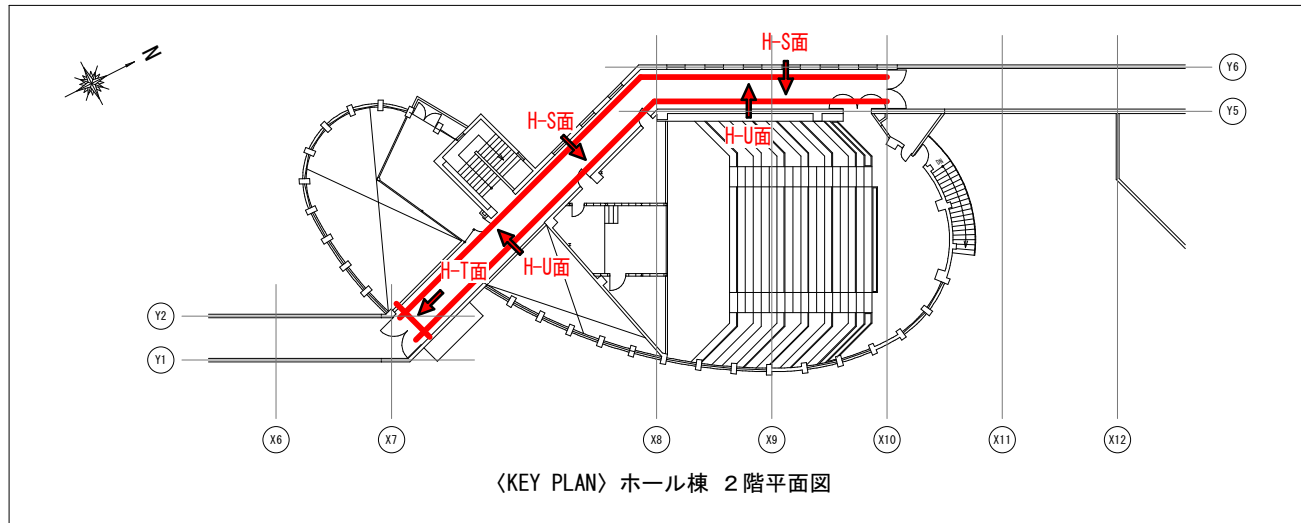 N
H-S面
Y6
Y5
H-U面
H-S面
H-U面
H-T面
Y2
Y1
X6
X7
X8
X9
X10
X11
X12
〈KEY PLAN〉ホール棟 2階平面図